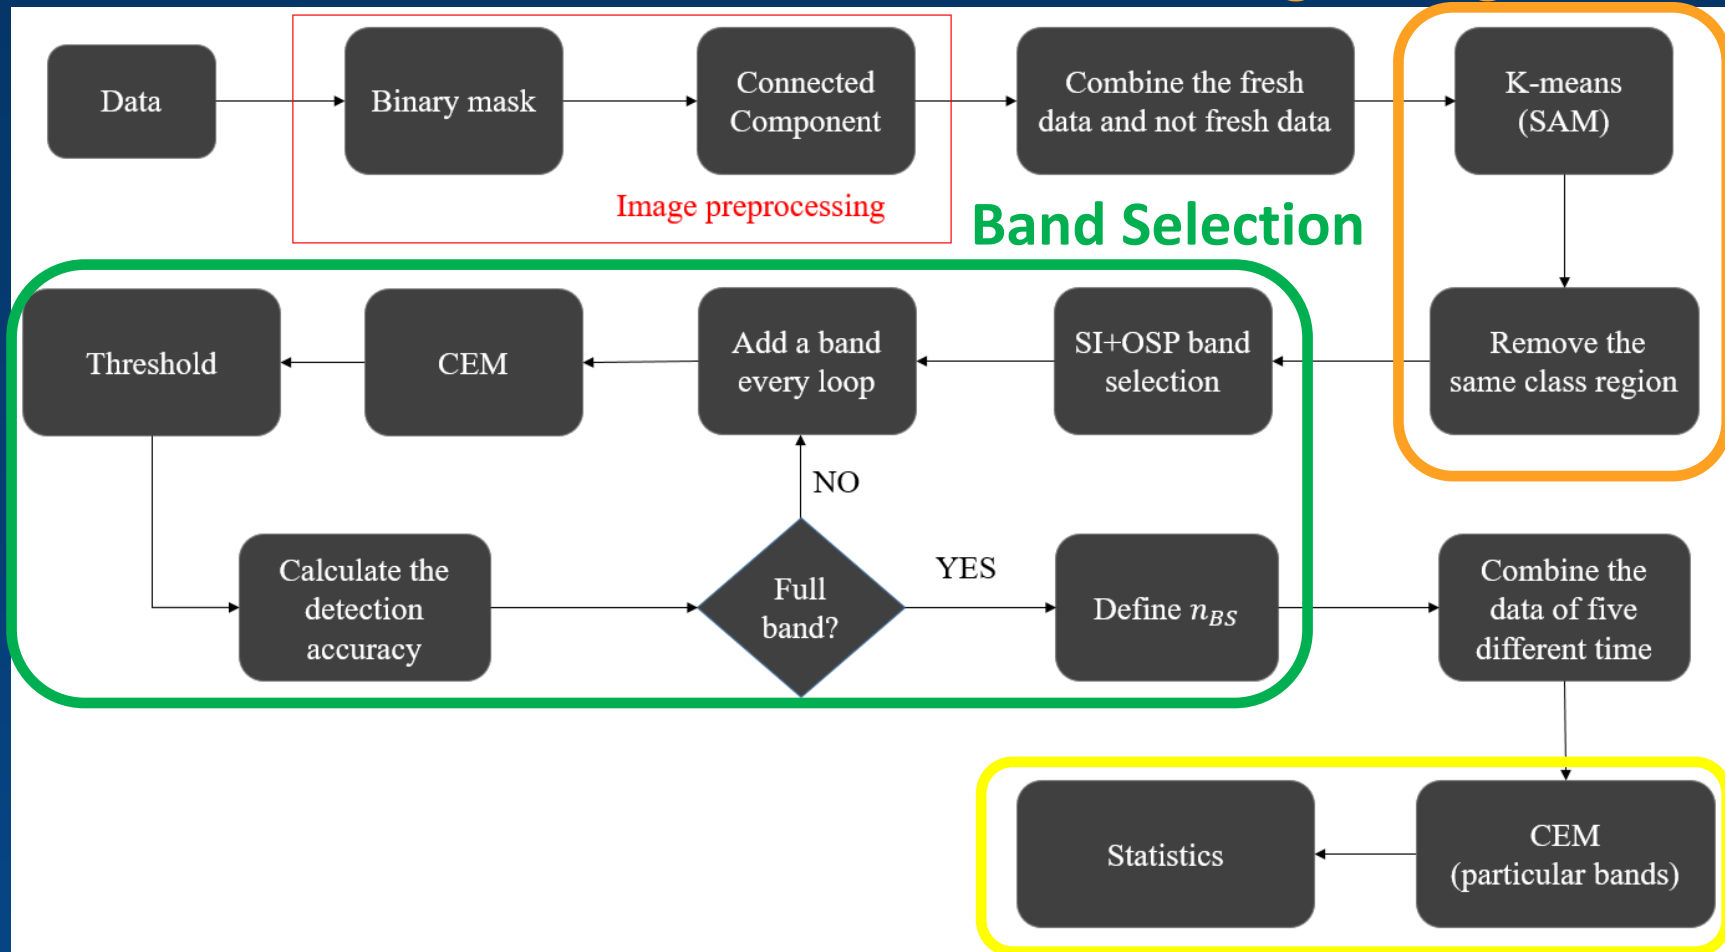 Data
Binary mask
Connected
Component
Combine the fresh
data and not fresh data
K-means
(SAM)
Image preprocessing
Band Selection
Threshold
CEM
Add a band
every loop
SI+OSP band
selection
Remove the
same class region
NO
Calculate the
detection
accuracy
Full
band?
YES
Define n_BS
Combine the
data of five
different time
Statistics
CEM
(particular bands)